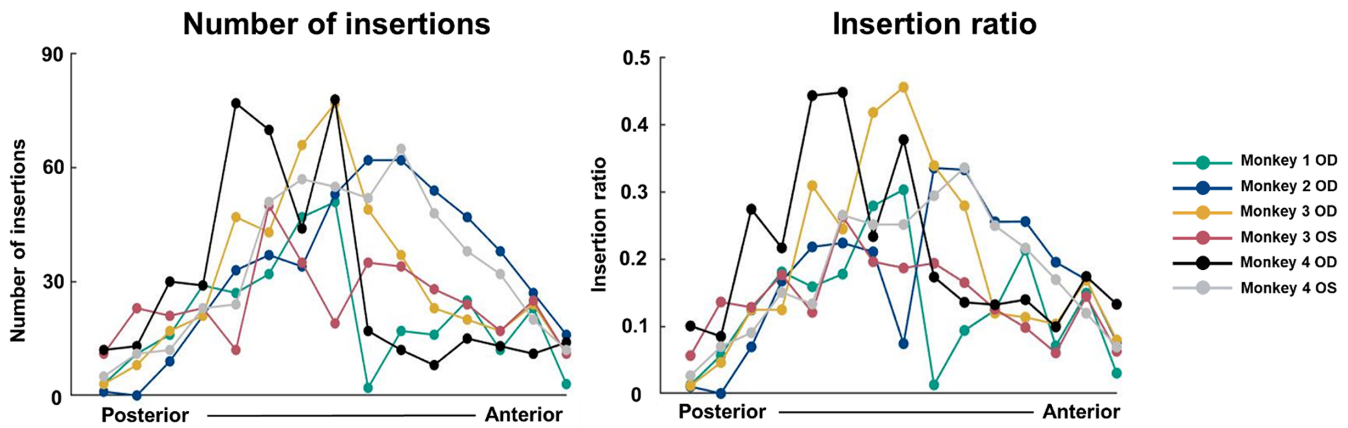 Number of insertions
Number of insertions
90
60
30
0
Posterior
Anterior
Insertion ratio
Insertion ratio
0.5
0.4
0.3
0.2
0.1
0
Posterior
Anterior
Monkey 1 OD
Monkey 2 OD
Monkey 3 OD
Monkey 3 OS
Monkey 4 OD
Monkey 4 OS